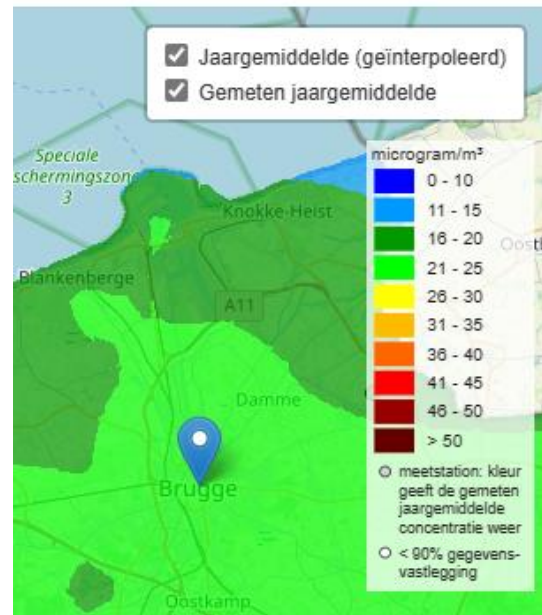 Jaargemiddelde (geïnterpoleerd)
Gemeten jaargemiddelde
Speciale
schermingszone
3
Knokke-Heist
Blankenberge
A11
Damme
Brugge
Oostkamp
Oost
microgram/m³
0 - 10
11 - 15
16 - 20
21 - 25
26 - 30
31 - 35
36 - 40
41 - 45
46 - 50
> 50
meetstation: kleur
geeft de gemeten
jaargemiddelde
concentratie weer
< 90% gegevens-
vastlegging